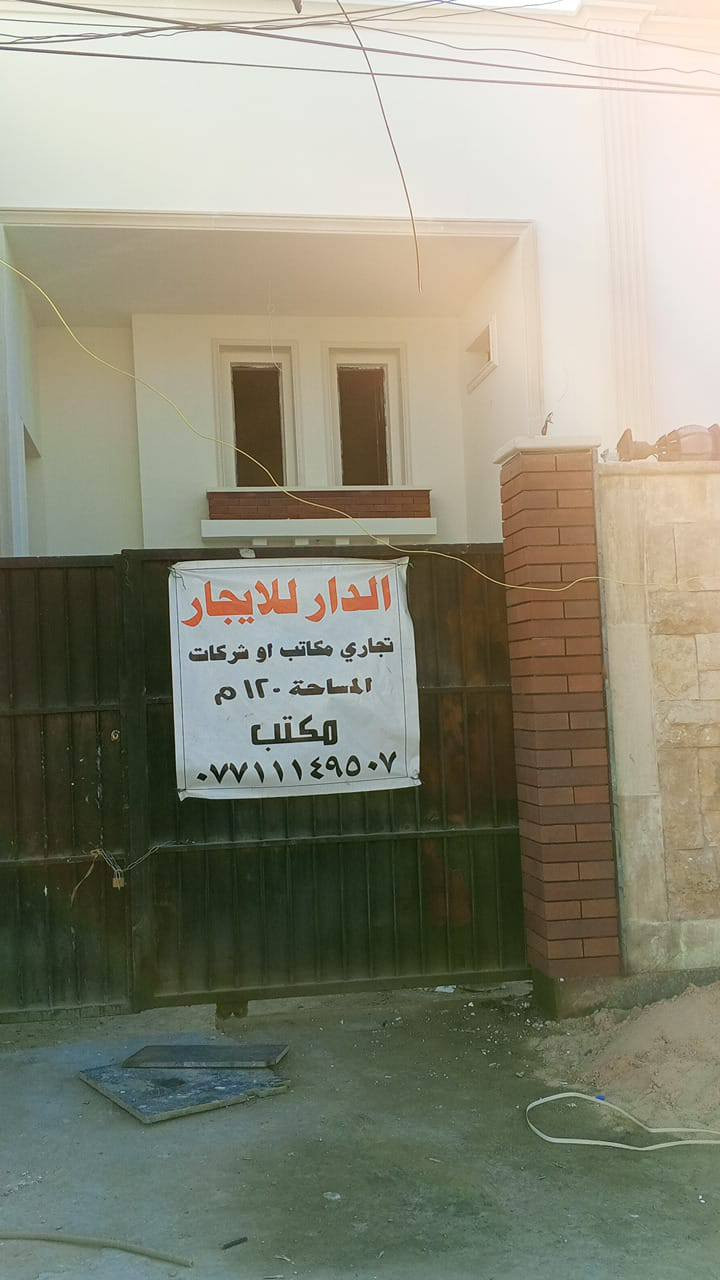 الدار للايجار
تجاري مكاتب او شركات
المساحة ١٢٠ م
مكتب
٠٧٧١١١٤٩٥٠٧